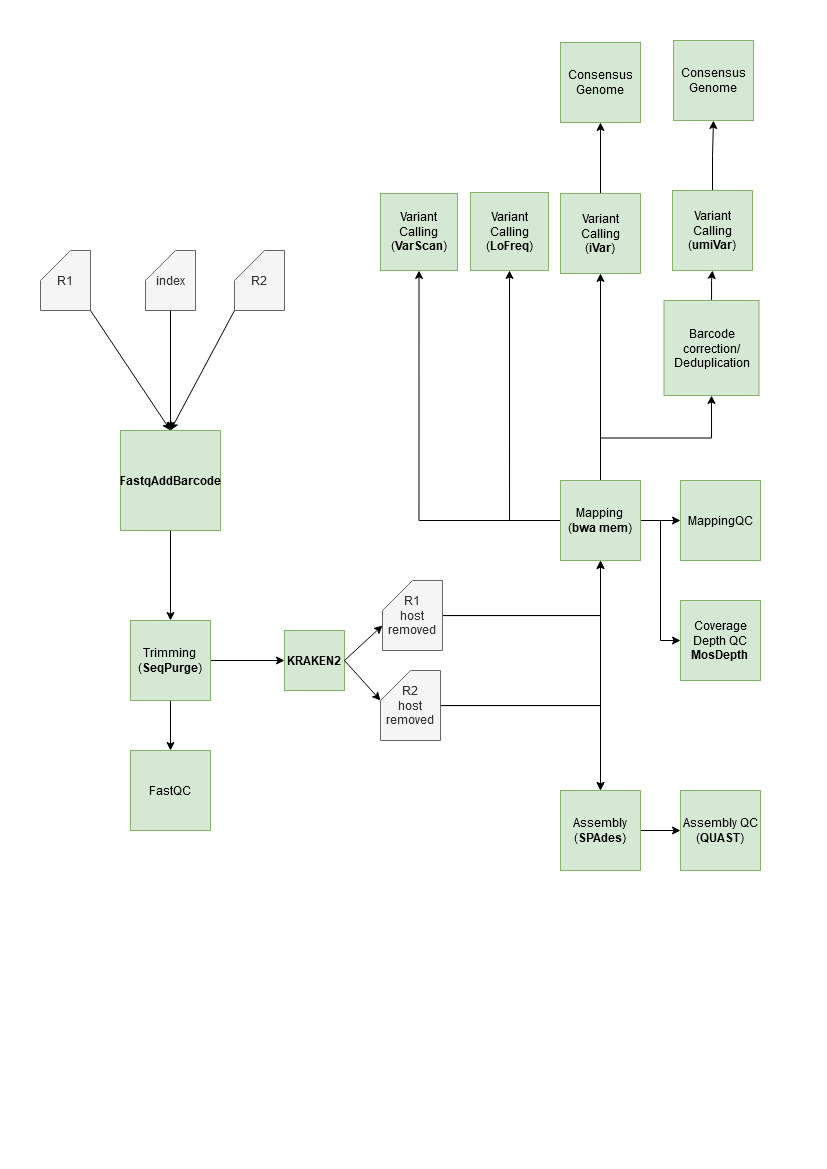 Consensus
Genome
Consensus
Genome
Variant
Calling
(VarScan)
Variant
Calling
(LoFreq)
Variant
Calling
(iVar)
Variant
Calling
(umiVar)
R1
index
R2
Barcode
correction/
Deduplication
FastqAddBarcode
Mapping
(bwa mem)
MappingQC
R1
host
removed
Coverage
Depth QC
MosDepth
Trimming
(SeqPurge)
KRAKEN2
R2
host
removed
FastQC
Assembly
(SPAdes)
Assembly QC
(QUAST)